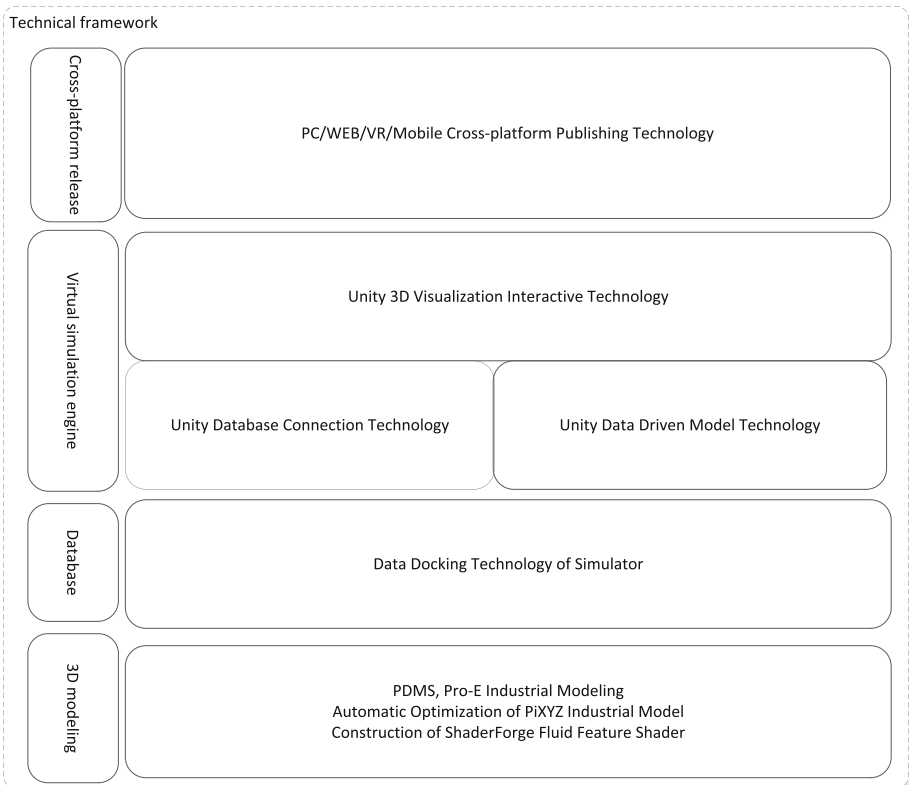 Technical framework
Cross-platform release
PC/WEB/VR/Mobile Cross-platform Publishing Technology
Virtual simulation engine
Unity 3D Visualization Interactive Technology
Unity Database Connection Technology
Unity Data Driven Model Technology
Database
Data Docking Technology of Simulator
3D modeling
PDMS, Pro-E Industrial Modeling
Automatic Optimization of PiXYZ Industrial Model
Construction of ShaderForge Fluid Feature Shader